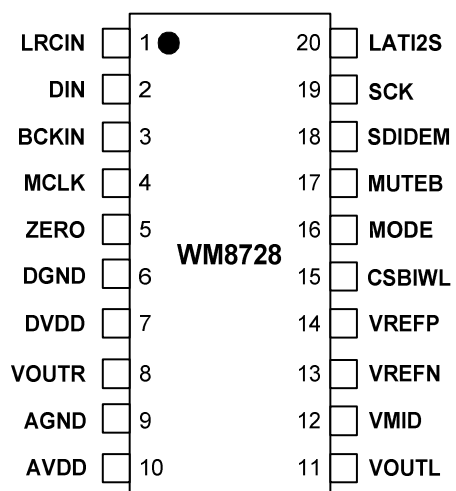 LRCIN 1 20 LATI2S
DIN 2 19 SCK
BCKIN 3 18 SDIDEM
MCLK 4 17 MUTEB
ZERO 5 16 MODE
WM8728
DGND 6 15 CSBIWL
DVDD 7 14 VREFP
VOUTR 8 13 VREFN
AGND 9 12 VMID
AVDD 10 11 VOUTL